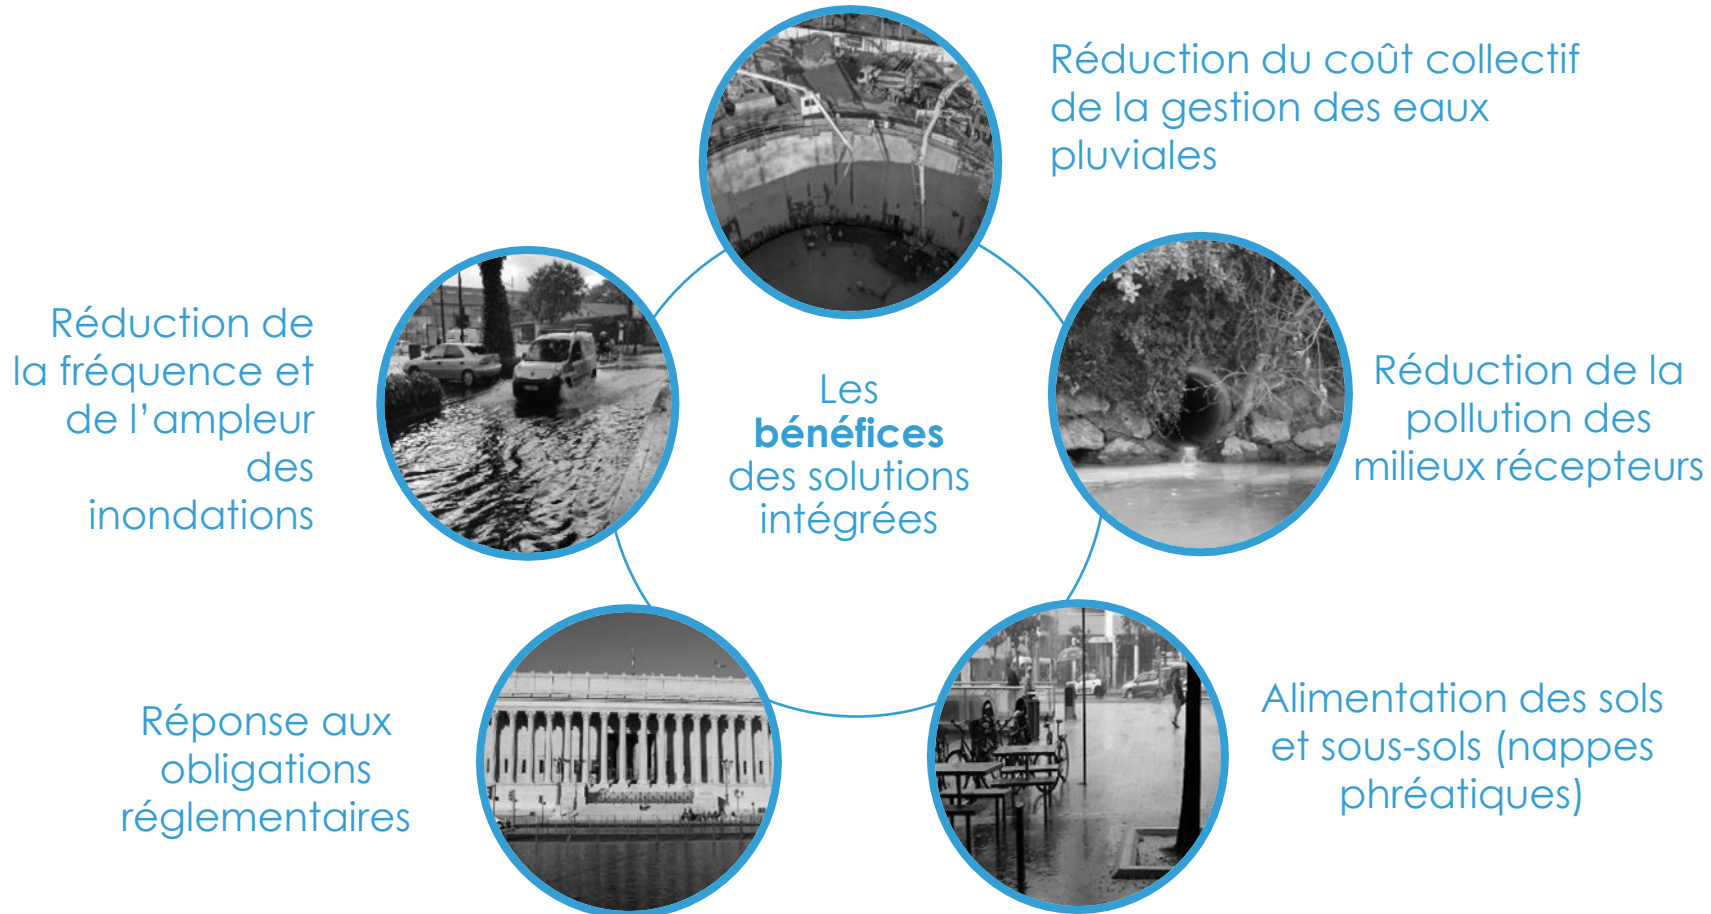 Réduction du coût collectif
de la gestion des eaux
pluviales
Réduction de
la fréquence et
de l’ampleur
des
inondations
Les
bénéfices
des solutions
intégrées
Réduction de la
pollution des
milieux récepteurs
Réponse aux
obligations
réglementaires
Alimentation des sols
et sous-sols (nappes
phréatiques)